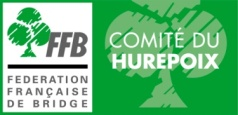 FFB
FEDERATION
FRANÇAISE
DE BRIDGE
COMITÉ DU
HUREPOIX